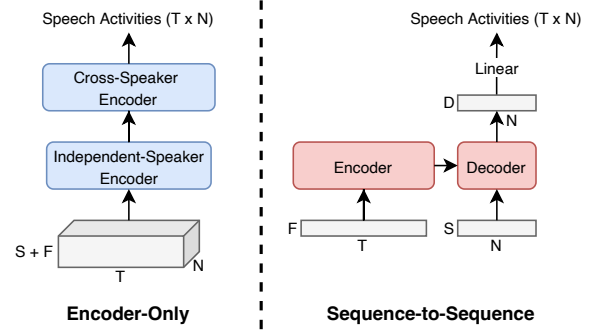 Speech Activities (T x N)
Cross-Speaker
Encoder
Independent-Speaker
Encoder
S + F
T
N
Encoder-Only
Speech Activities (T x N)
Linear
D
N
Encoder
Decoder
F
T
S
N
Sequence-to-Sequence